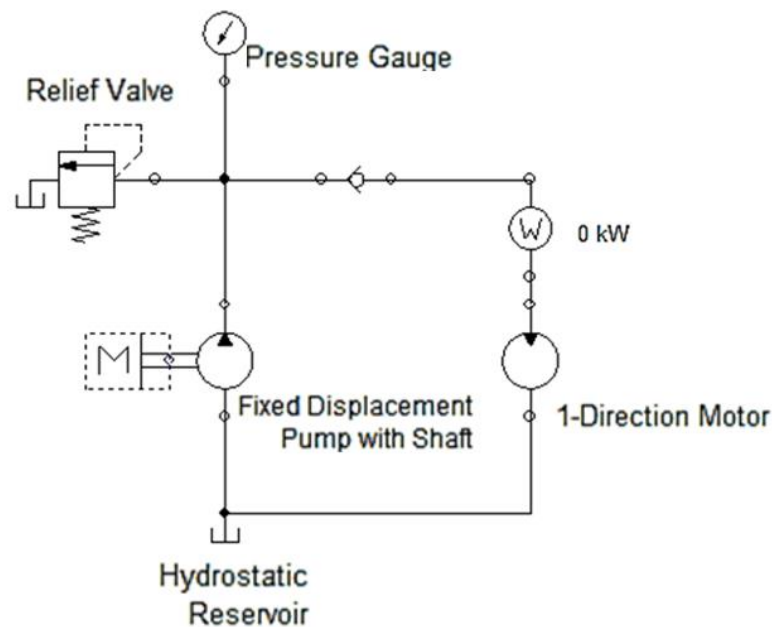 Pressure Gauge
Relief Valve
W
0 kW
M
Fixed Displacement
Pump with Shaft
1-Direction Motor
Hydrostatic
Reservoir